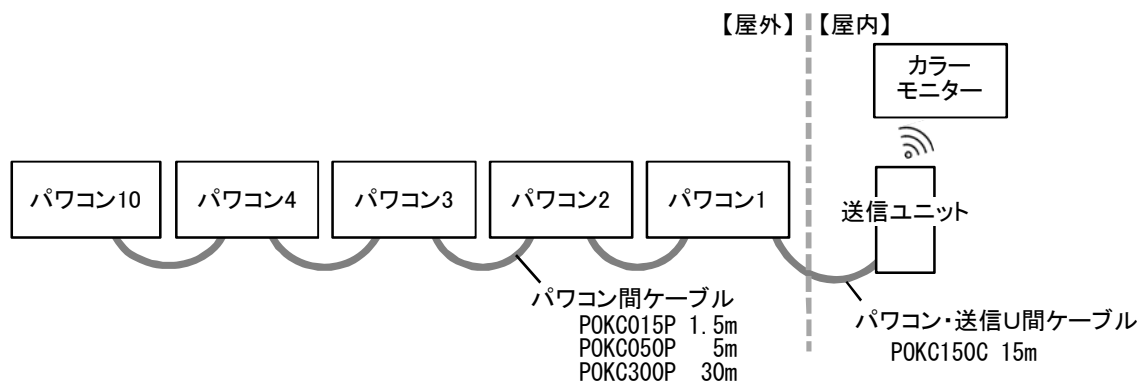 【屋外】 【屋内】
カラー
モニター
パワコン10 パワコン4 パワコン3 パワコン2 パワコン1 送信ユニット
パワコン間ケーブル
POKC015P 1.5m
POKC050P 5m
POKC300P 30m
パワコン・送信U間ケーブル
POKC150C 15m